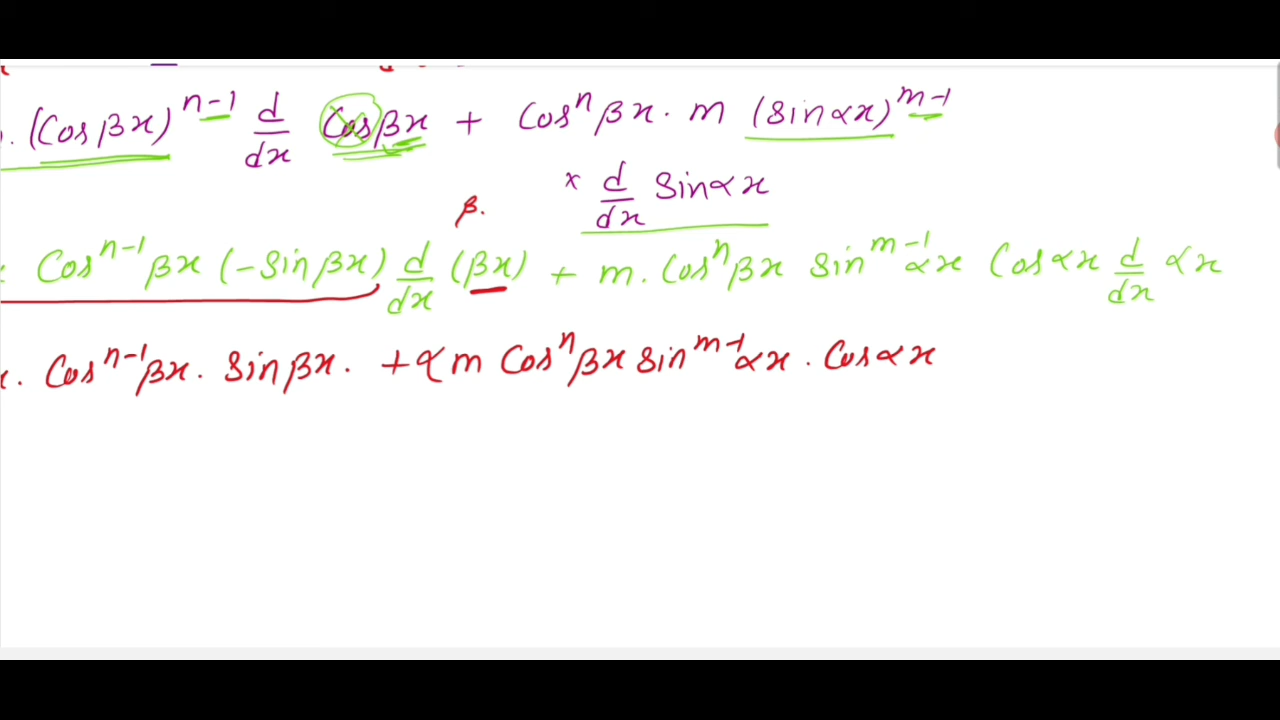 . (Cos βx)^{n-1} d/dx Cos βx + Cos^n βx . m (Sin αx)^{m-1}
× d/dx Sin αx
β.
Cos^{n-1} βx (-Sin βx) d/dx (βx) + m . Cos^n βx Sin^{m-1} αx Cos αx d/dx αx
. Cos^{n-1} βx . Sin βx . + α m Cos^n βx Sin^{m-1} αx . Cos αx